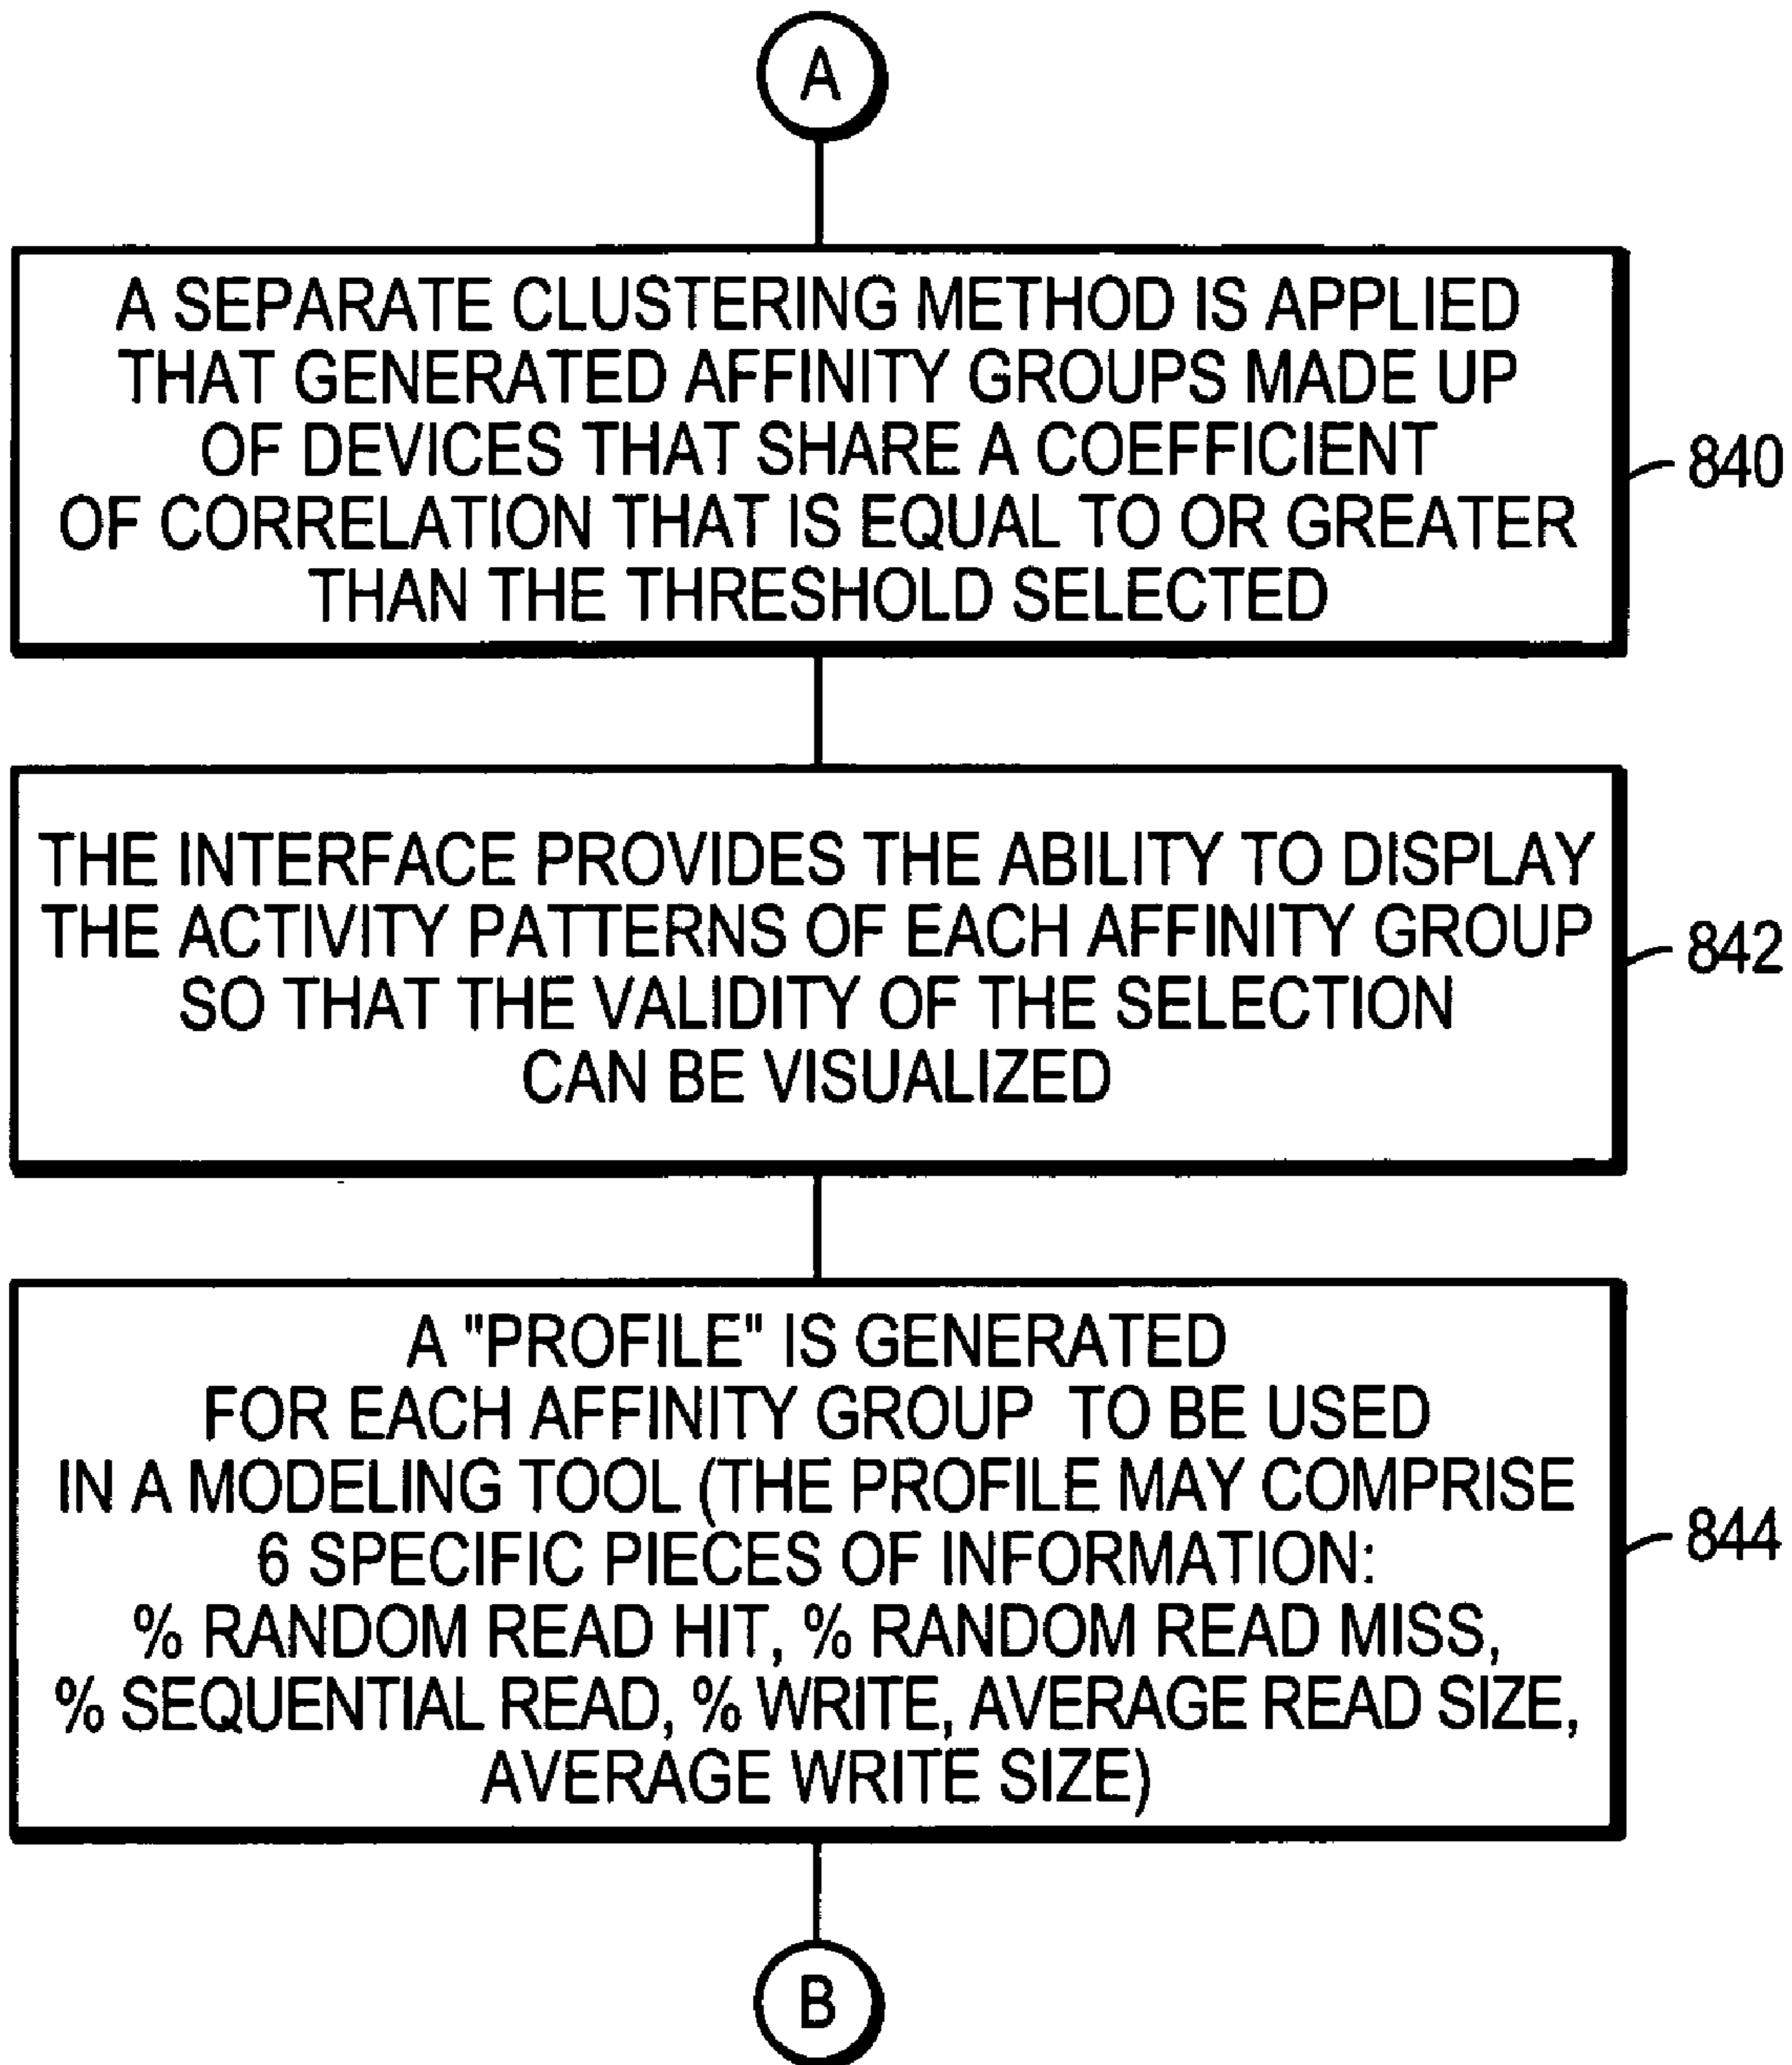 A
A SEPARATE CLUSTERING METHOD IS APPLIED
THAT GENERATED AFFINITY GROUPS MADE UP
OF DEVICES THAT SHARE A COEFFICIENT
OF CORRELATION THAT IS EQUAL TO OR GREATER
THAN THE THRESHOLD SELECTED
840
THE INTERFACE PROVIDES THE ABILITY TO DISPLAY
THE ACTIVITY PATTERNS OF EACH AFFINITY GROUP
SO THAT THE VALIDITY OF THE SELECTION
CAN BE VISUALIZED
842
A "PROFILE" IS GENERATED
FOR EACH AFFINITY GROUP TO BE USED
IN A MODELING TOOL (THE PROFILE MAY COMPRISE
6 SPECIFIC PIECES OF INFORMATION:
% RANDOM READ HIT, % RANDOM READ MISS,
% SEQUENTIAL READ, % WRITE, AVERAGE READ SIZE,
AVERAGE WRITE SIZE)
844
B